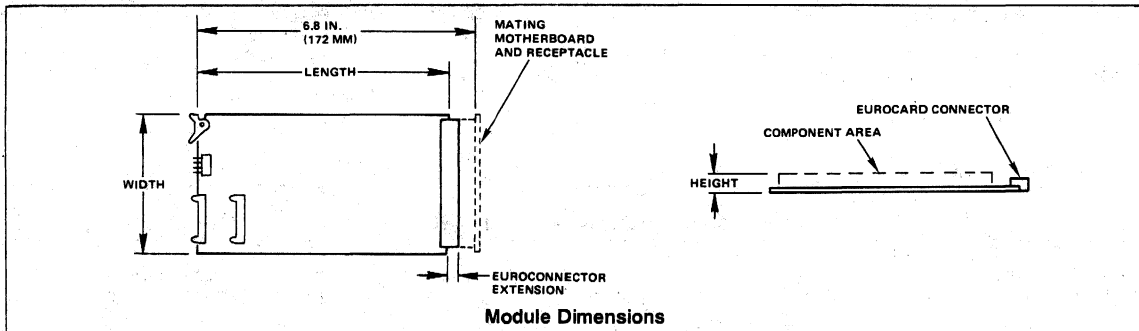 6.8 IN.
(172 MM)
MATING
MOTHERBOARD
AND RECEPTACLE
LENGTH
WIDTH
EUROCONNECTOR
EXTENSION
EUROCARD CONNECTOR
COMPONENT AREA
HEIGHT
Module Dimensions